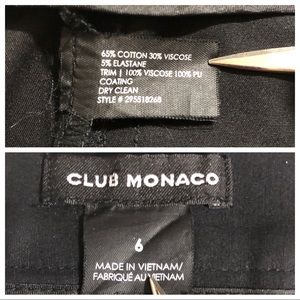 65% COTTON 30% VISCOSE
5% ELASTANE
TRIM | 100% VISCOSE 100% PU
COATING
DRY CLEAN
STYLE # 295518268
CLUB MONACO
6
MADE IN VIETNAM/
FABRIQUÉ AU VIETNAM